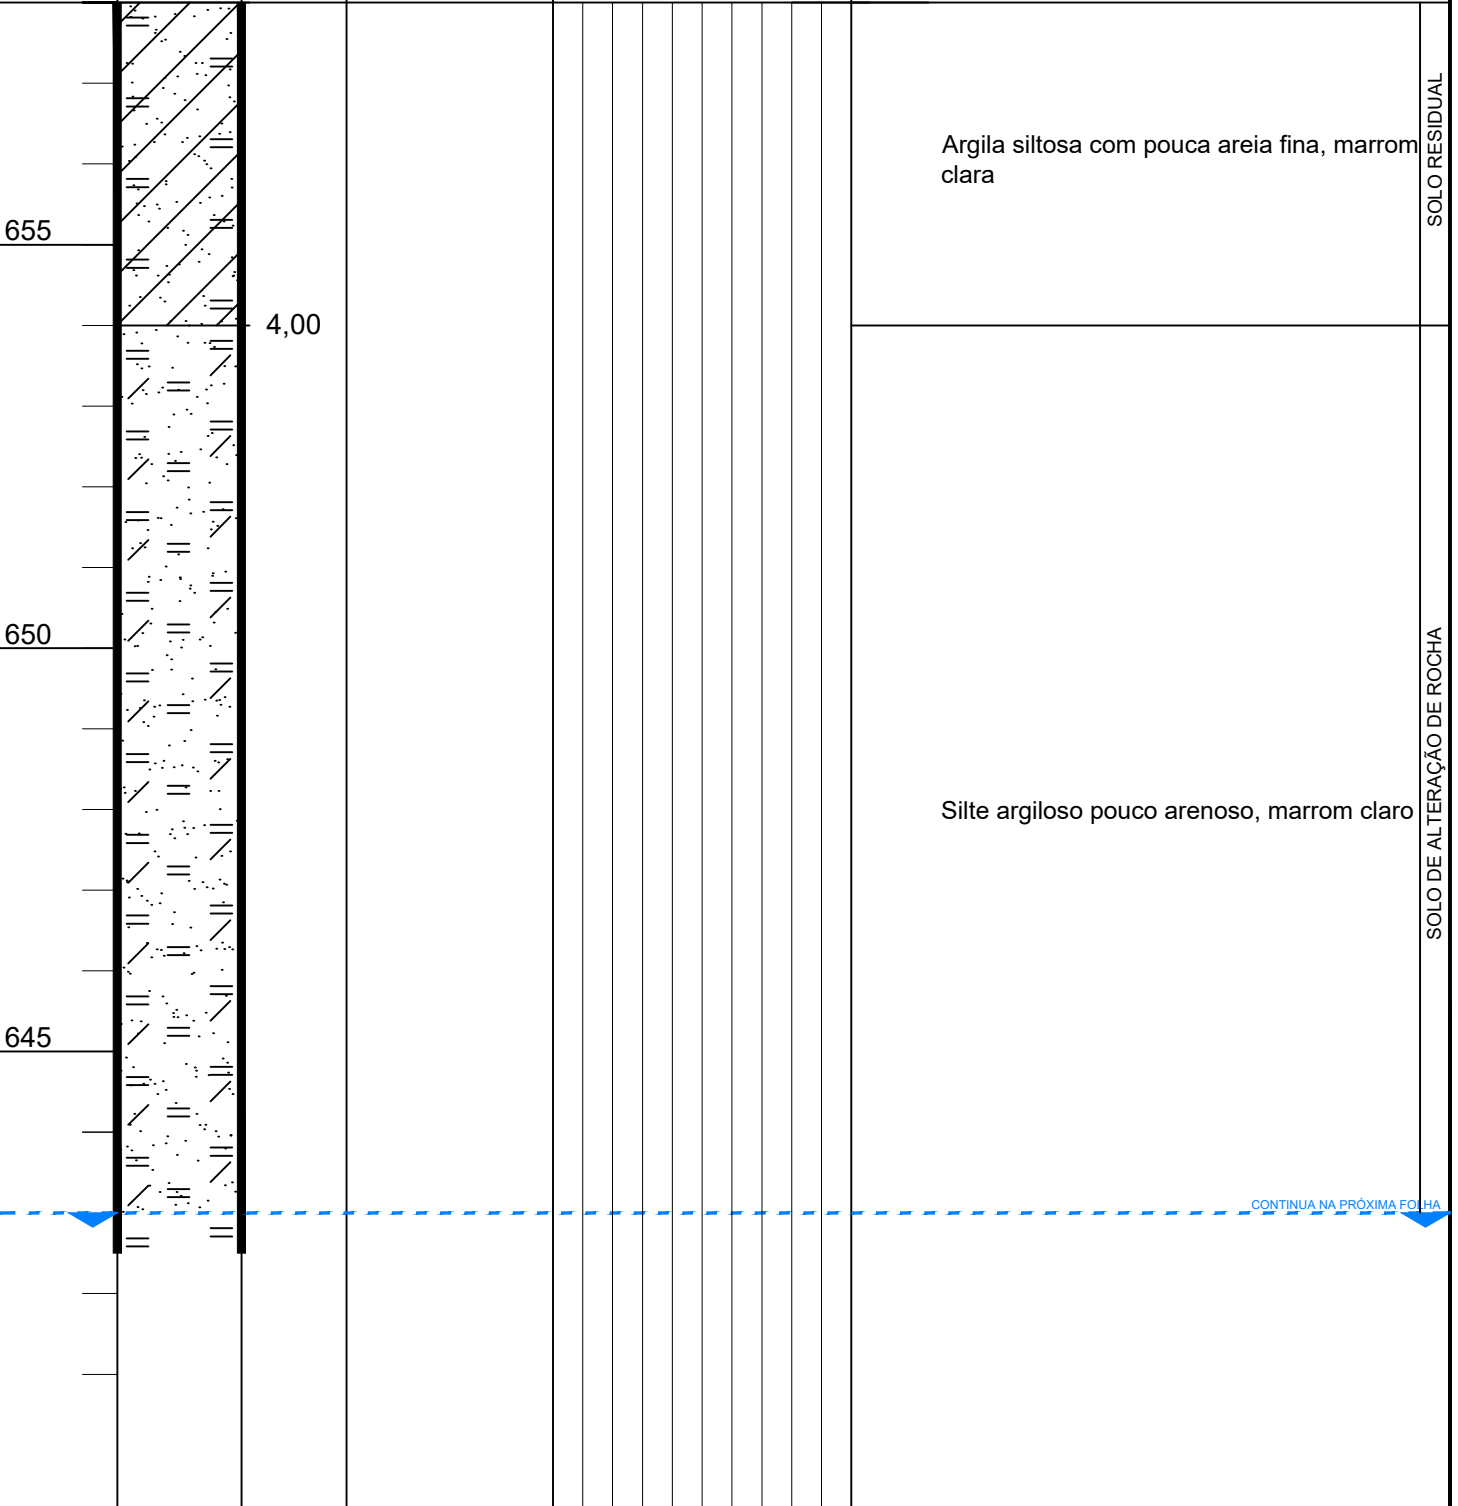 SOLO RESIDUAL
Argila siltosa com pouca areia fina, marrom
clara
655
4,00
650
SOLO DE ALTERAÇÃO DE ROCHA
Silte argiloso pouco arenoso, marrom claro
645
CONTINUA NA PRÓXIMA FOLHA